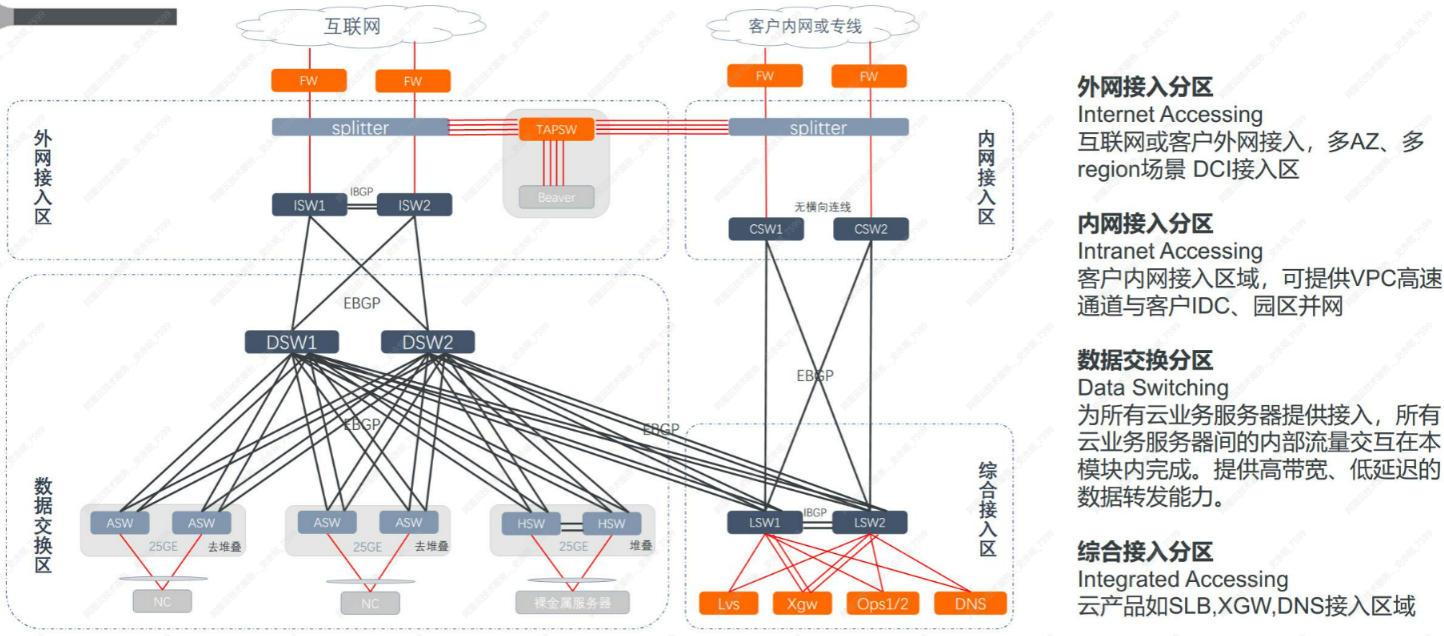 互联网
客户内网或专线
FW
FW
FW
FW
splitter
TAPSW
splitter
外网接入区
内网接入区
Beaver
ISW1
IBGP
ISW2
无横向连线
CSW1
CSW2
EBGP
DSW1
DSW2
EBGP
EBGP
EBGP
数据交换区
综合接入区
ASW
ASW
25GE
去堆叠
NC
ASW
ASW
25GE
去堆叠
NC
HSW
HSW
25GE
堆叠
裸金属服务器
LSW1
IBGP
LSW2
Lvs
Xgw
Ops1/2
DNS
外网接入分区
Internet Accessing
互联网或客户外网接入，多AZ、多
region场景 DCI接入区
内网接入分区
Intranet Accessing
客户内网接入区域，可提供VPC高速
通道与客户IDC、园区并网
数据交换分区
Data Switching
为所有云业务服务器提供接入，所有
云业务服务器间的内部流量交互在本
模块内完成。提供高带宽、低延迟的
数据转发能力。
综合接入分区
Integrated Accessing
云产品如SLB,XGW,DNS接入区域